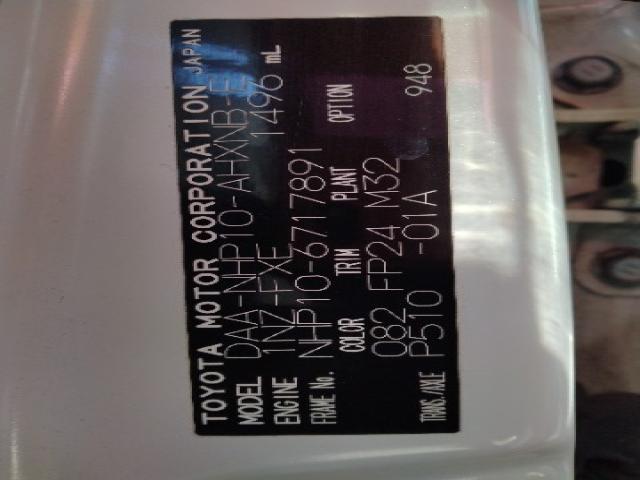 TOYOTA MOTOR CORPORATION JAPAN
MODEL DAA-NHP10-AHXNB-E
ENGINE 1NZ-FXE 1496 mL
FRAME No. NHP10-6717891
COLOR TRIM PLANT OPTION
082 FP24 M32
TRANS./AXLE P510 -01A 948